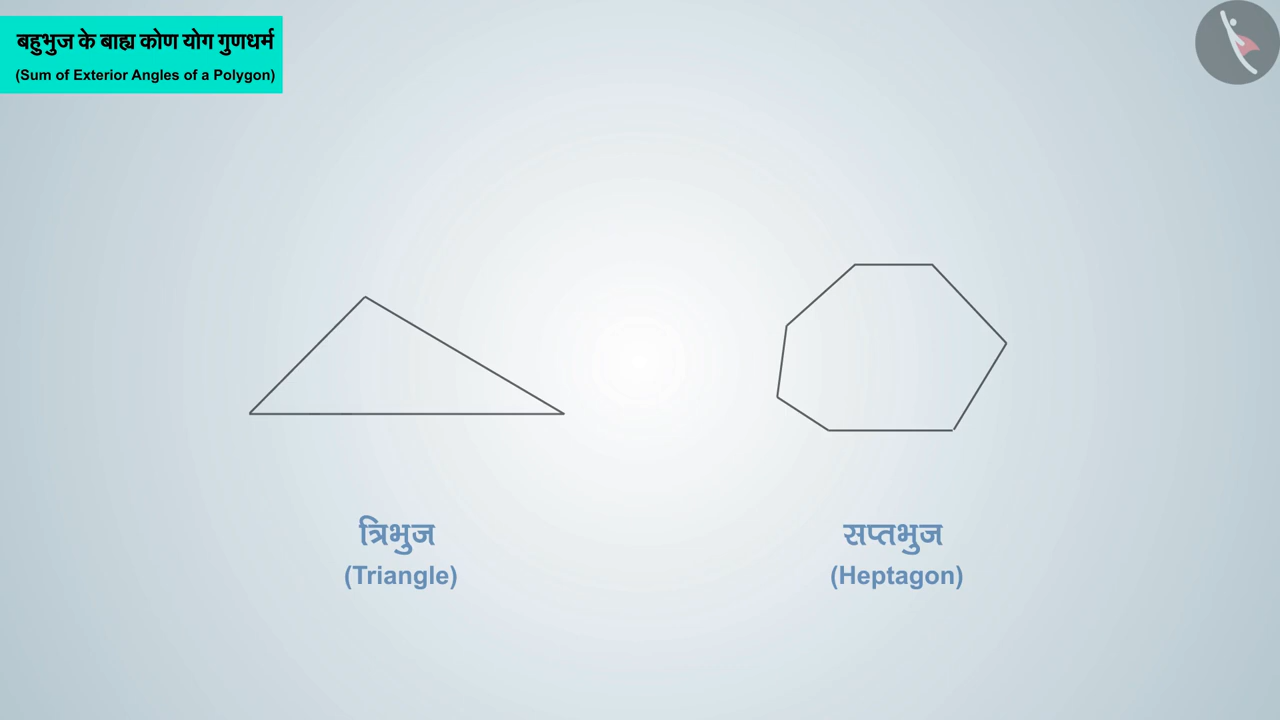 बहुभुज के बाह्य कोण योग गुणधर्म
(Sum of Exterior Angles of a Polygon)
त्रिभुज
(Triangle)
सप्तभुज
(Heptagon)